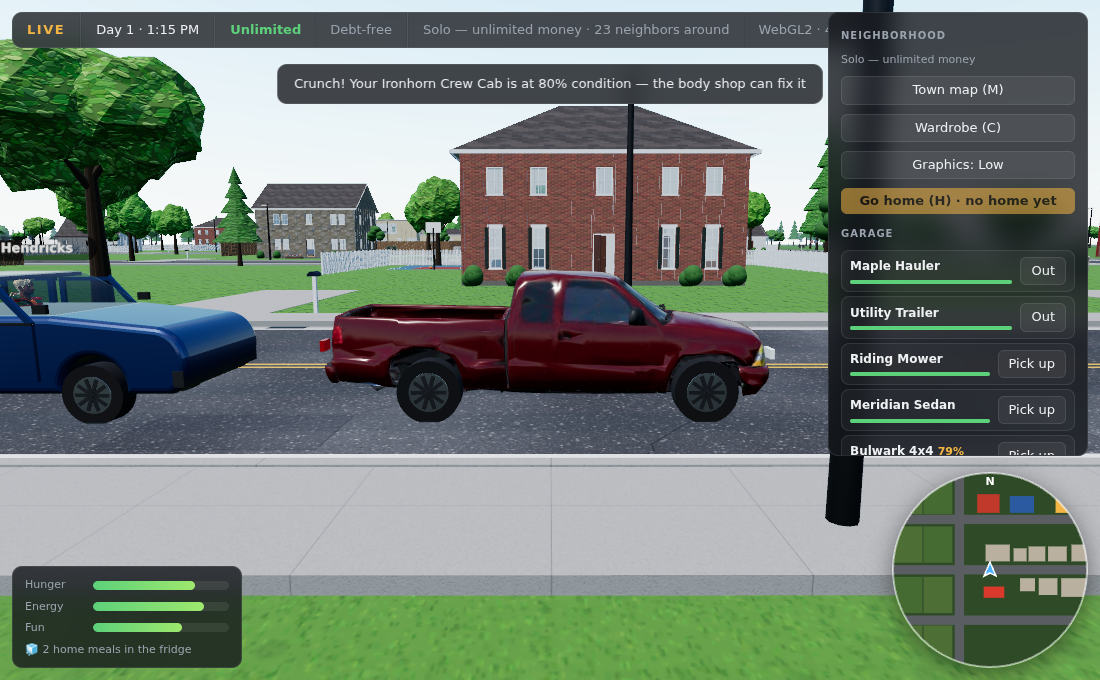 LIVE
Day 1 · 1:15 PM
Unlimited
Debt-free
Solo — unlimited money · 23 neighbors around
WebGL2 ·
Crunch! Your Ironhorn Crew Cab is at 80% condition — the body shop can fix it
NEIGHBORHOOD
Solo — unlimited money
Town map (M)
Wardrobe (C)
Graphics: Low
Go home (H) · no home yet
GARAGE
Maple Hauler
Out
Utility Trailer
Out
Riding Mower
Pick up
Meridian Sedan
Pick up
Bulwark 4x4 79%
Pick up
Hendricks
N
Hunger
Energy
Fun
2 home meals in the fridge